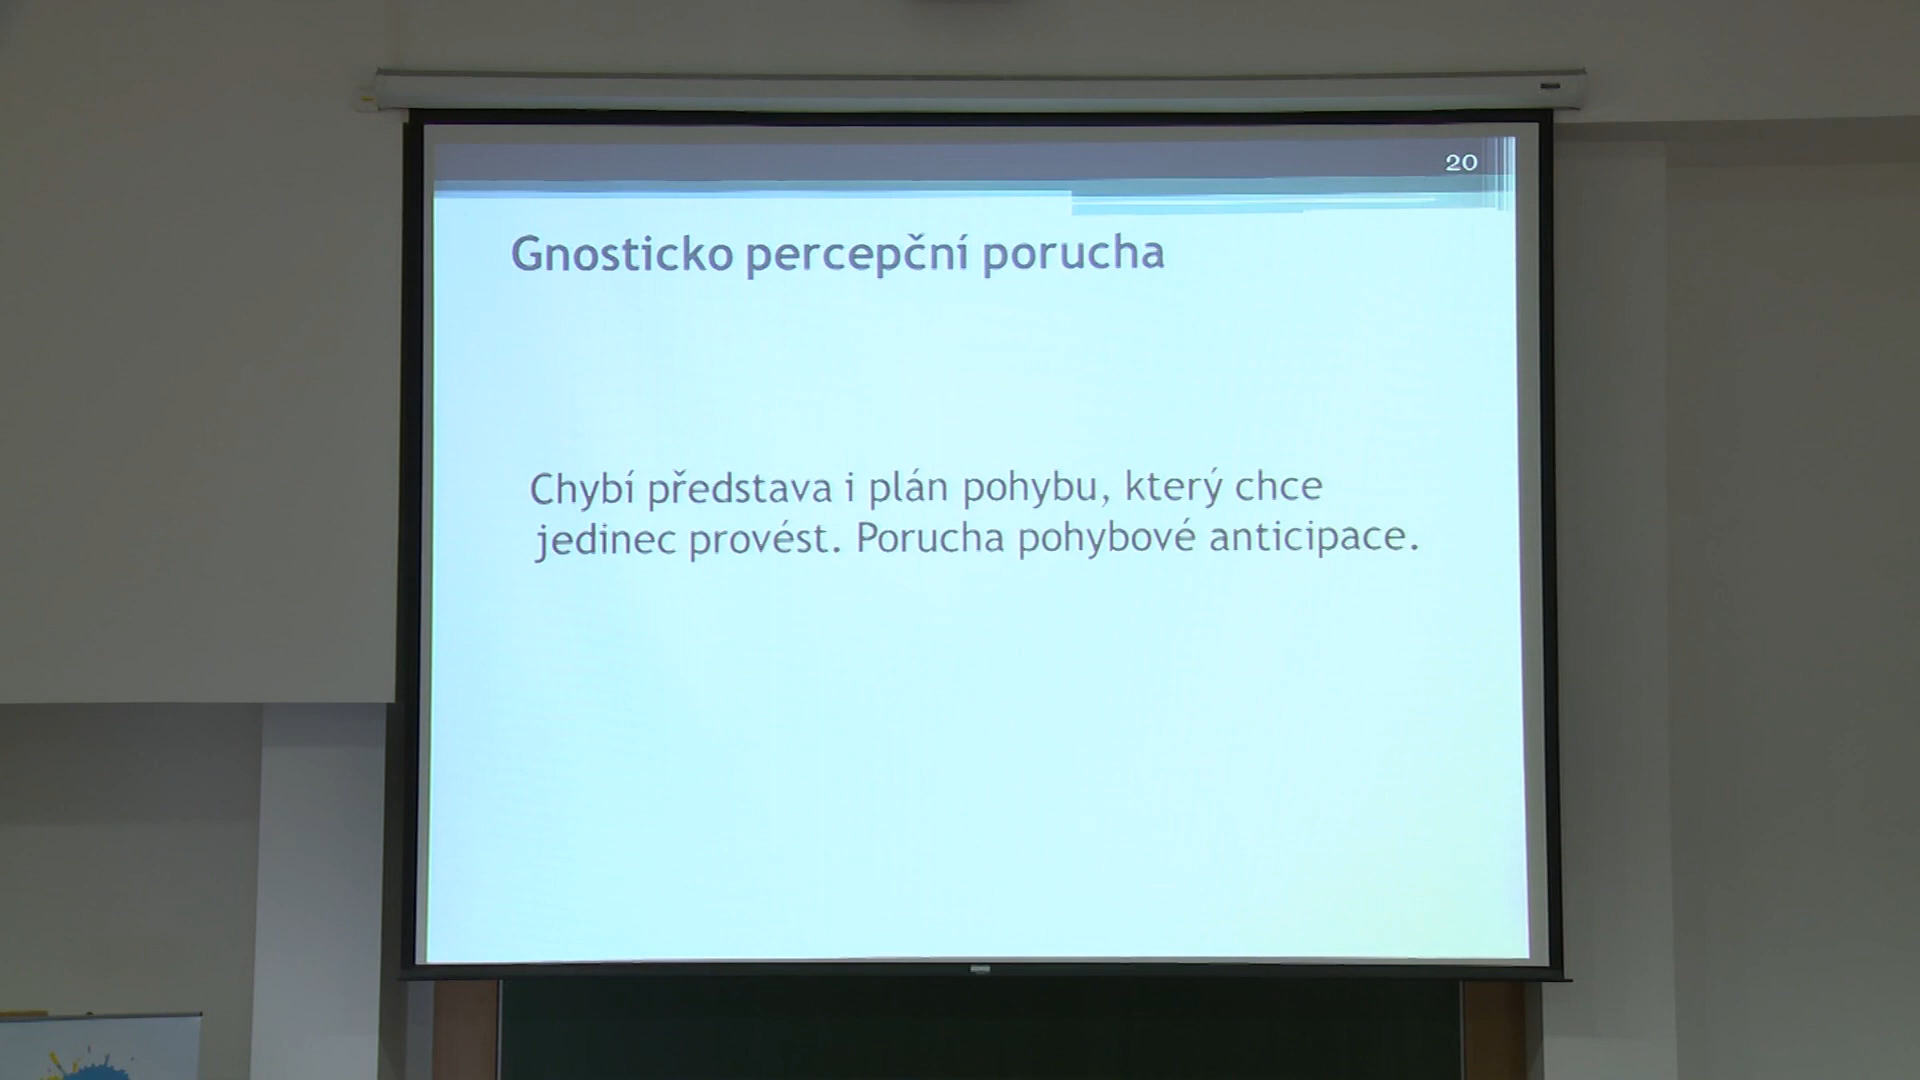 20
Gnosticko percepční porucha
Chybí představa i plán pohybu, který chce
jedinec provést. Porucha pohybové anticipace.